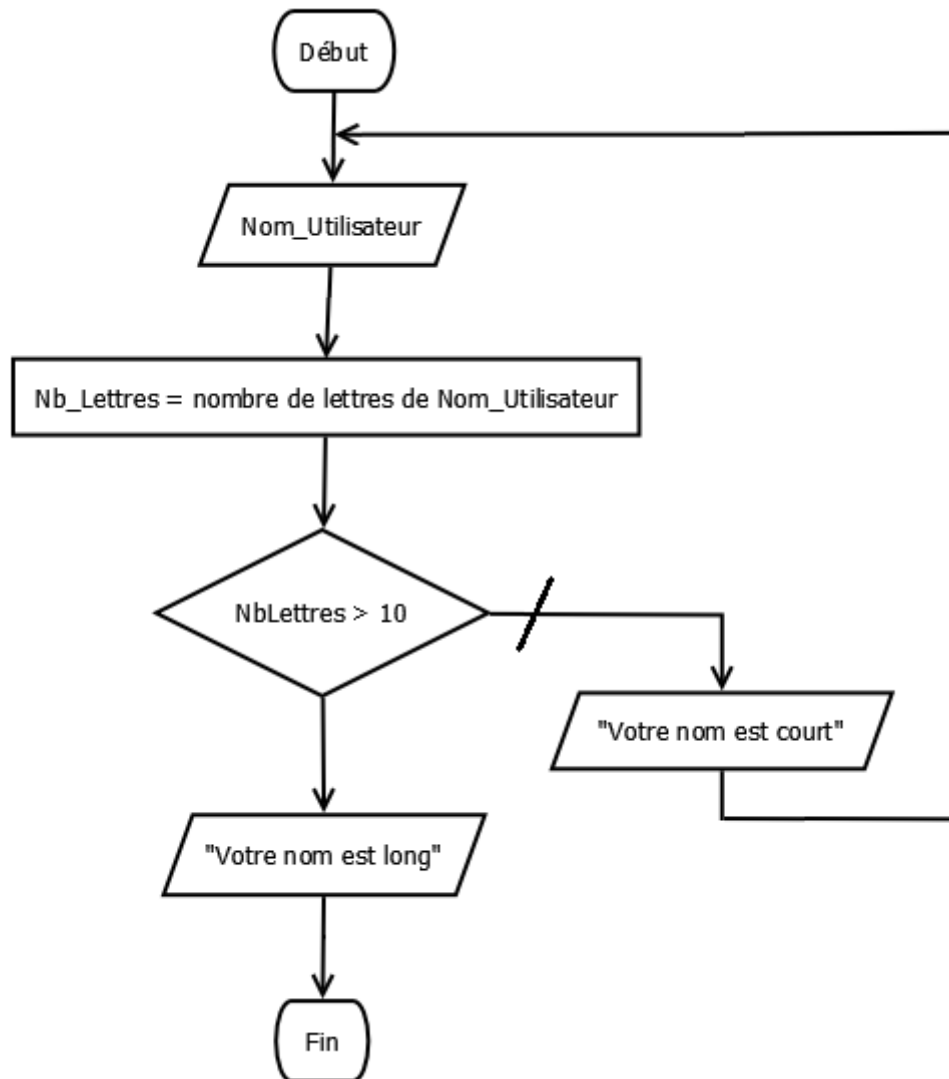 Début
Nom_Utilisateur
Nb_Lettres = nombre de lettres de Nom_Utilisateur
NbLettres > 10
"Votre nom est court"
"Votre nom est long"
Fin